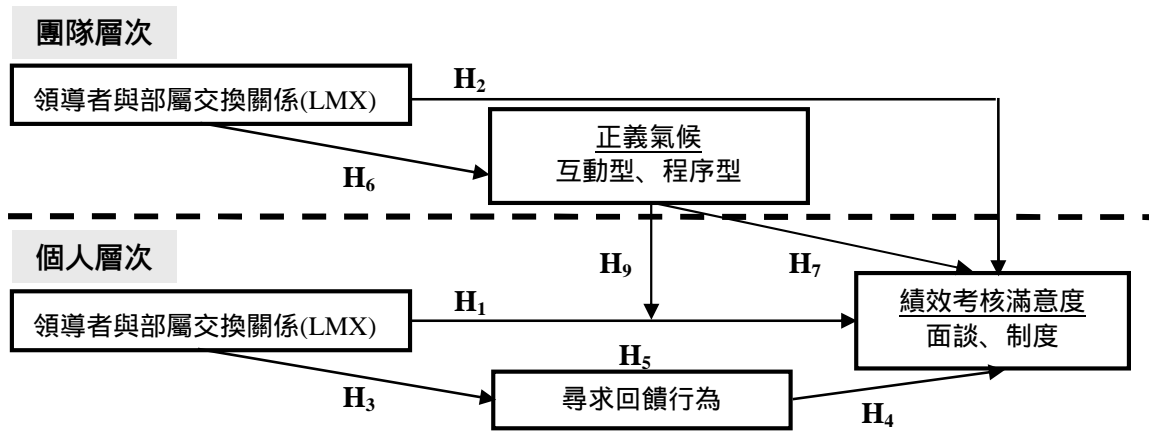 團隊層次
領導者與部屬交換關係(LMX)
H2
正義氣候
互動型、程序型
H6
個人層次
H9
H7
領導者與部屬交換關係(LMX)
H1
績效考核滿意度
面談、制度
H5
H3
尋求回饋行為
H4